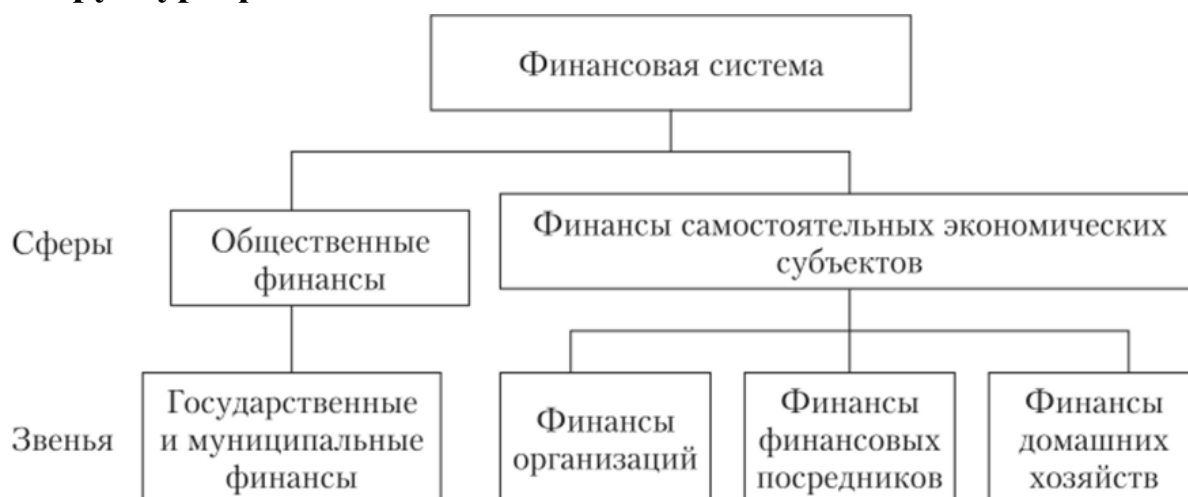 Финансовая система
Сферы
Общественные
финансы
Финансы самостоятельных экономических
субъектов
Звенья
Государственные
и муниципальные
финансы
Финансы
организаций
Финансы
финансовых
посредников
Финансы
домашних
хозяйств